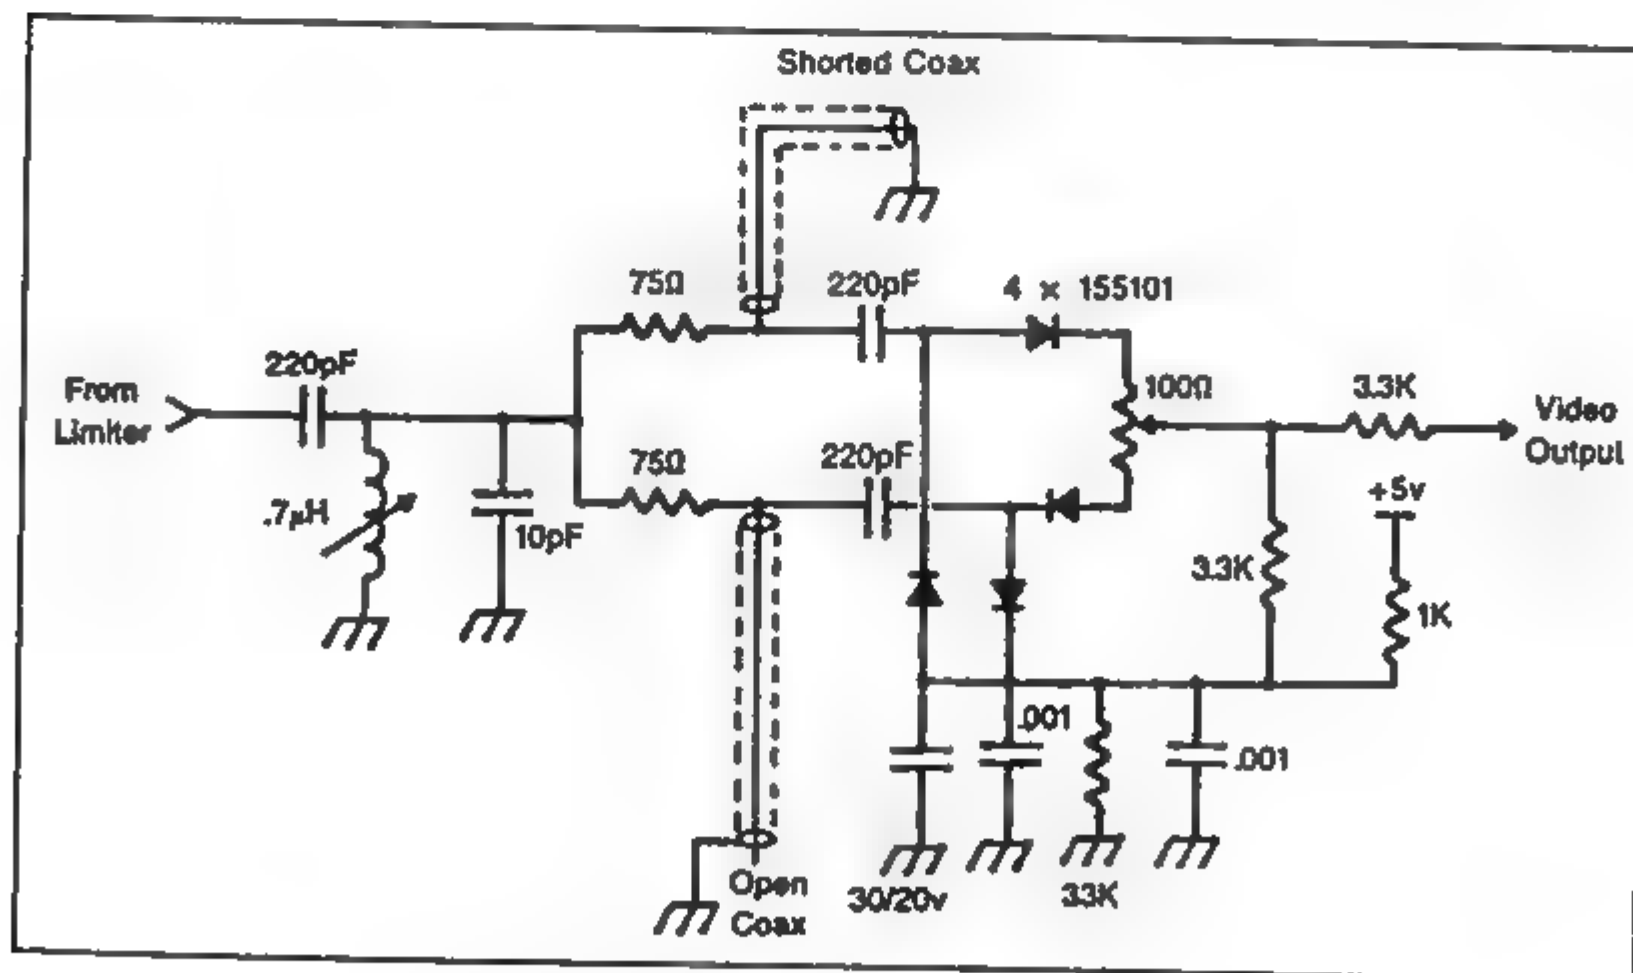 Shorted Coax
75Ω
220pF
4 × 155101
220pF
From
Limiter
100Ω
3.3K
Video
Output
75Ω
220pF
+5v
.7μH
10pF
3.3K
1K
.001
.001
30/20v
33K
Open
Coax